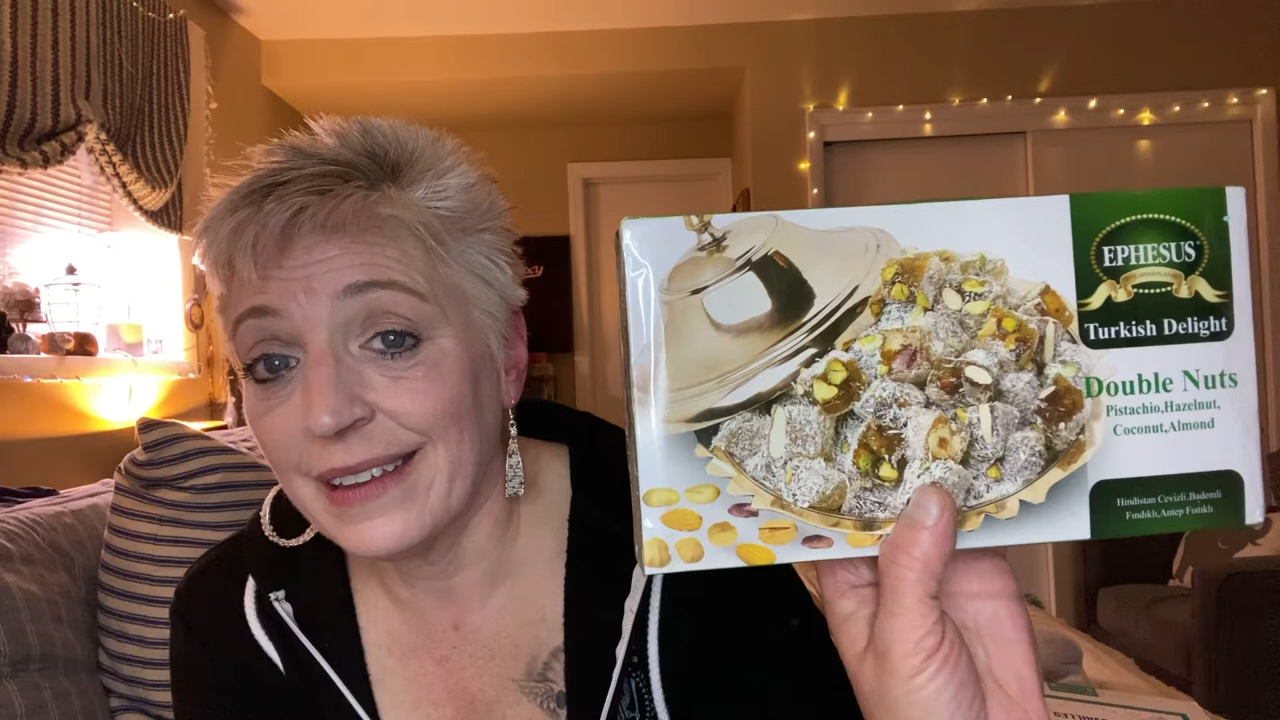 EPHESUS
Turkish Delight
Double Nuts
Pistachio,Hazelnut,
Coconut,Almond
Hindistan Cevizli,Bademli
Fındıklı,Antep Fıstıklı